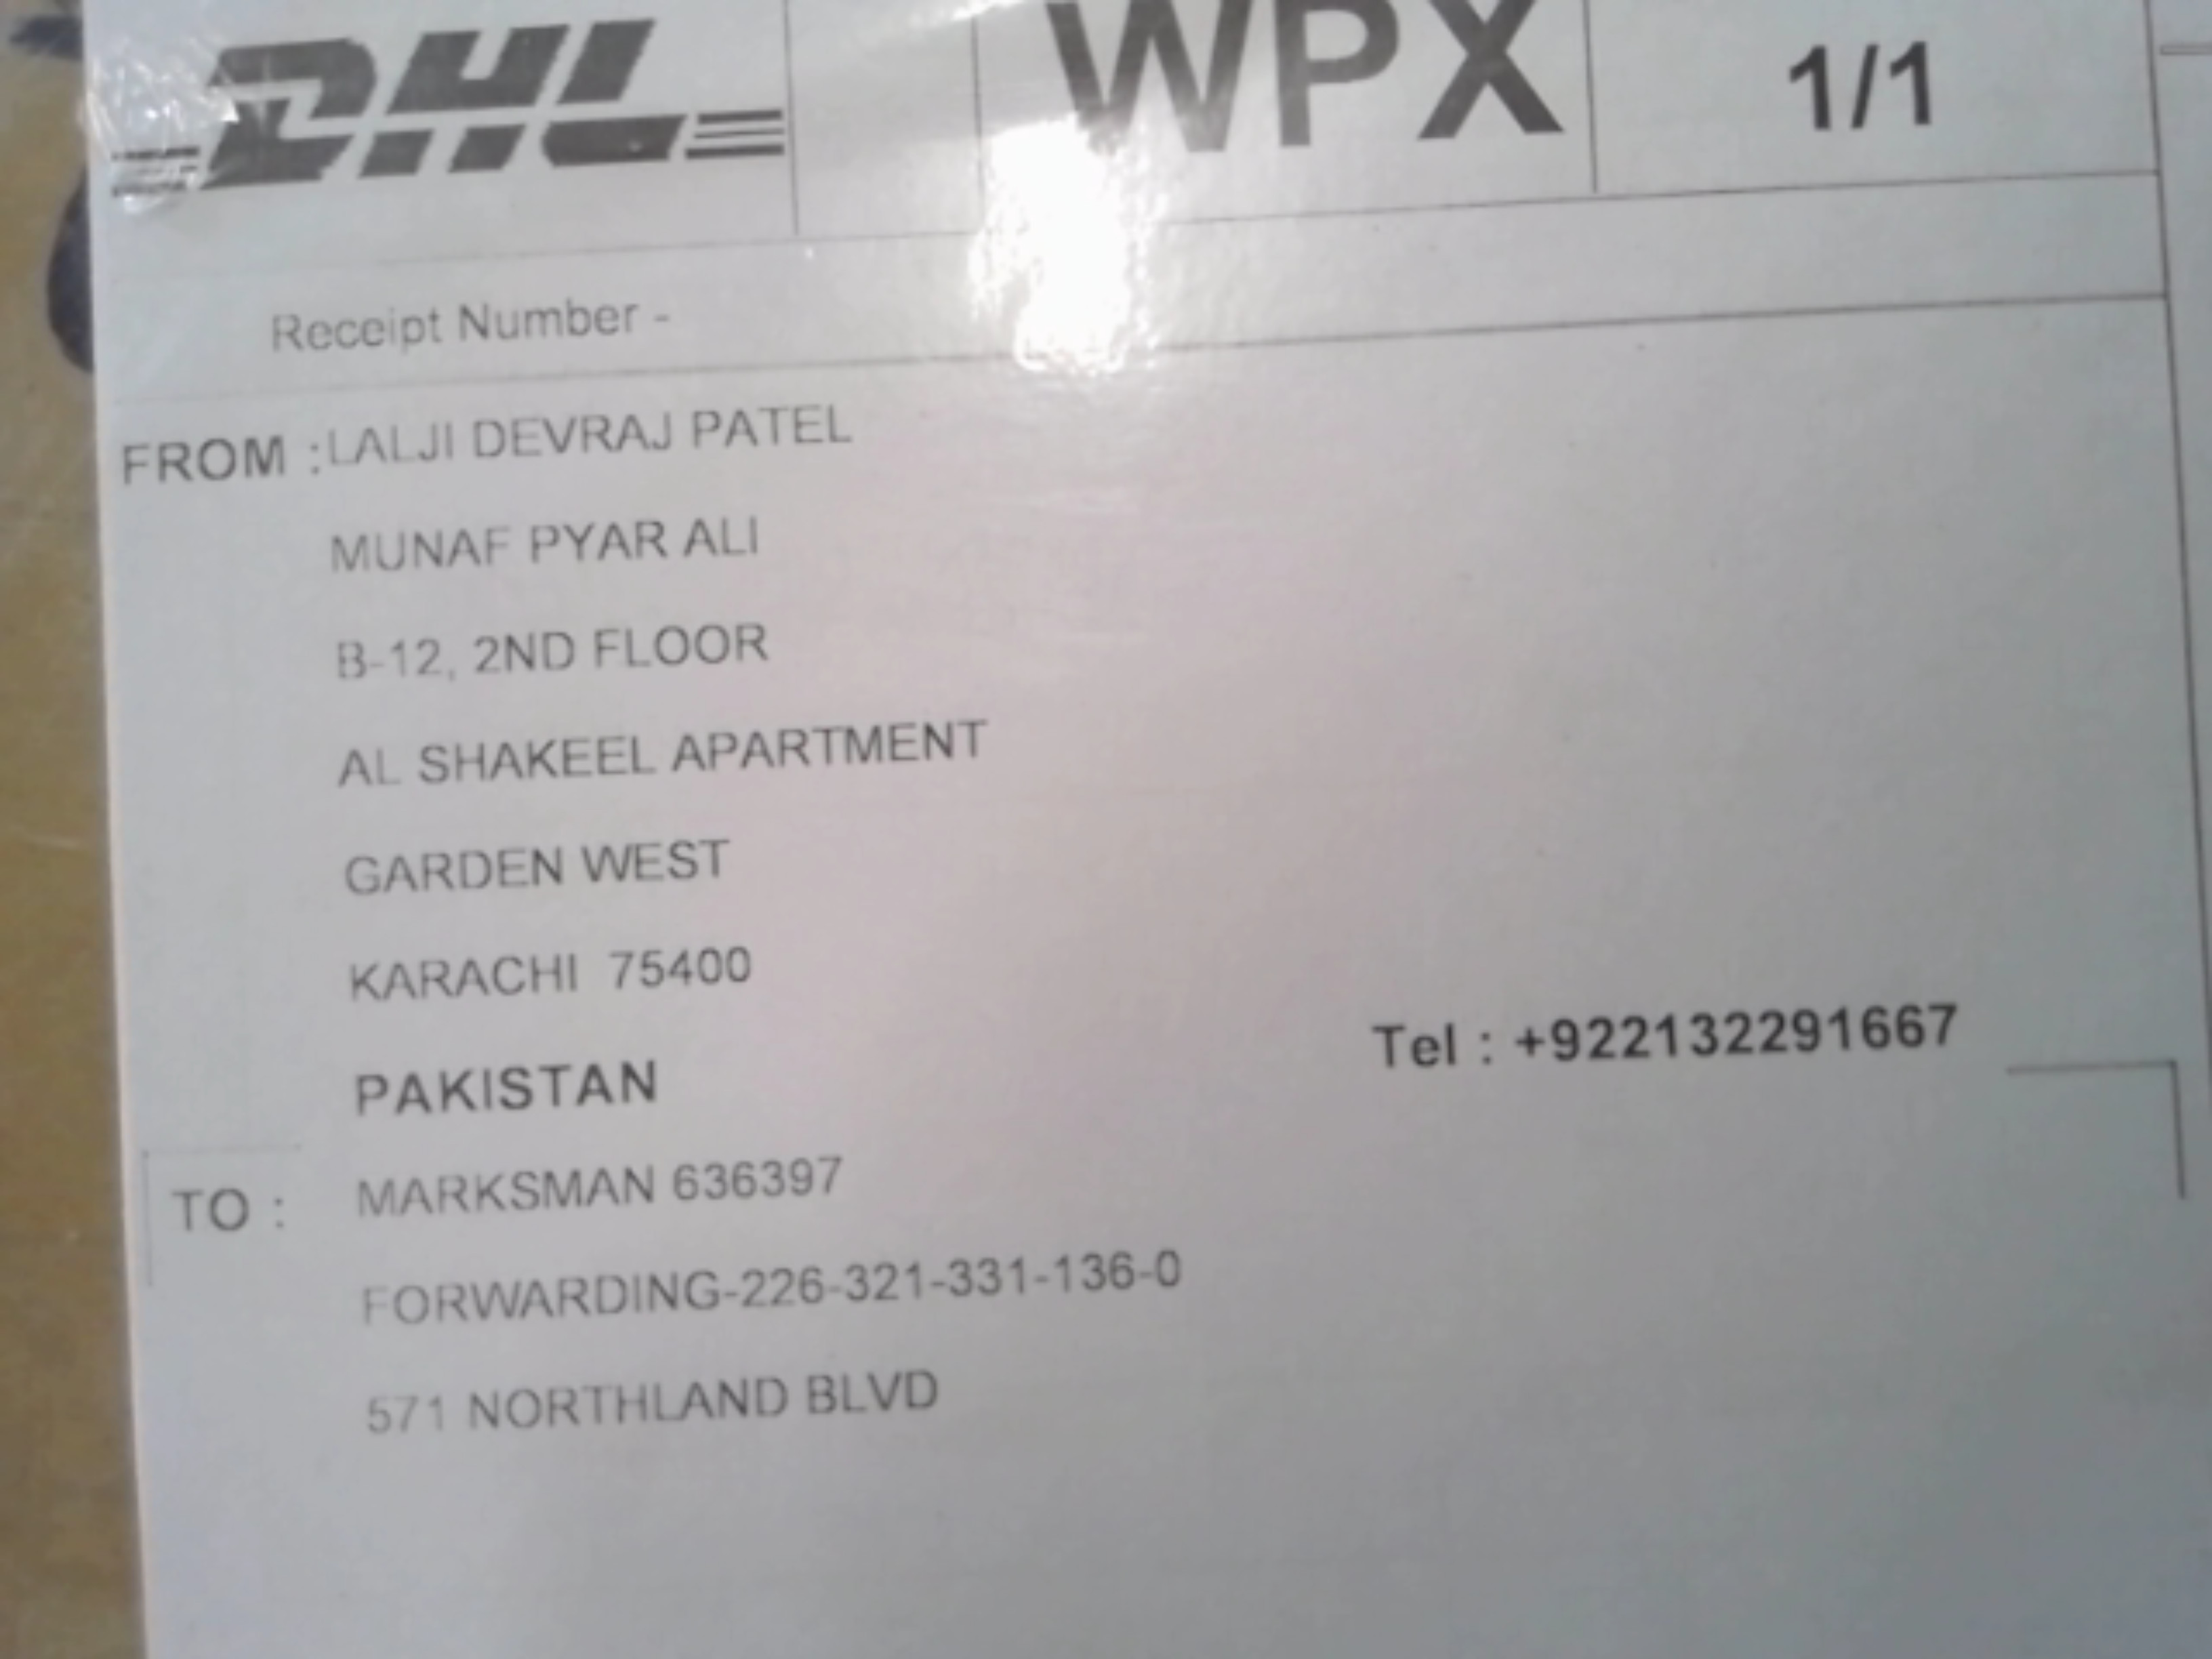 DHL WPX 1/1
Receipt Number -
FROM : LALJI DEVRAJ PATEL
MUNAF PYAR ALI
B-12, 2ND FLOOR
AL SHAKEEL APARTMENT
GARDEN WEST
KARACHI 75400
PAKISTAN Tel : +922132291667
TO : MARKSMAN 636397
FORWARDING-226-321-331-136-0
571 NORTHLAND BLVD